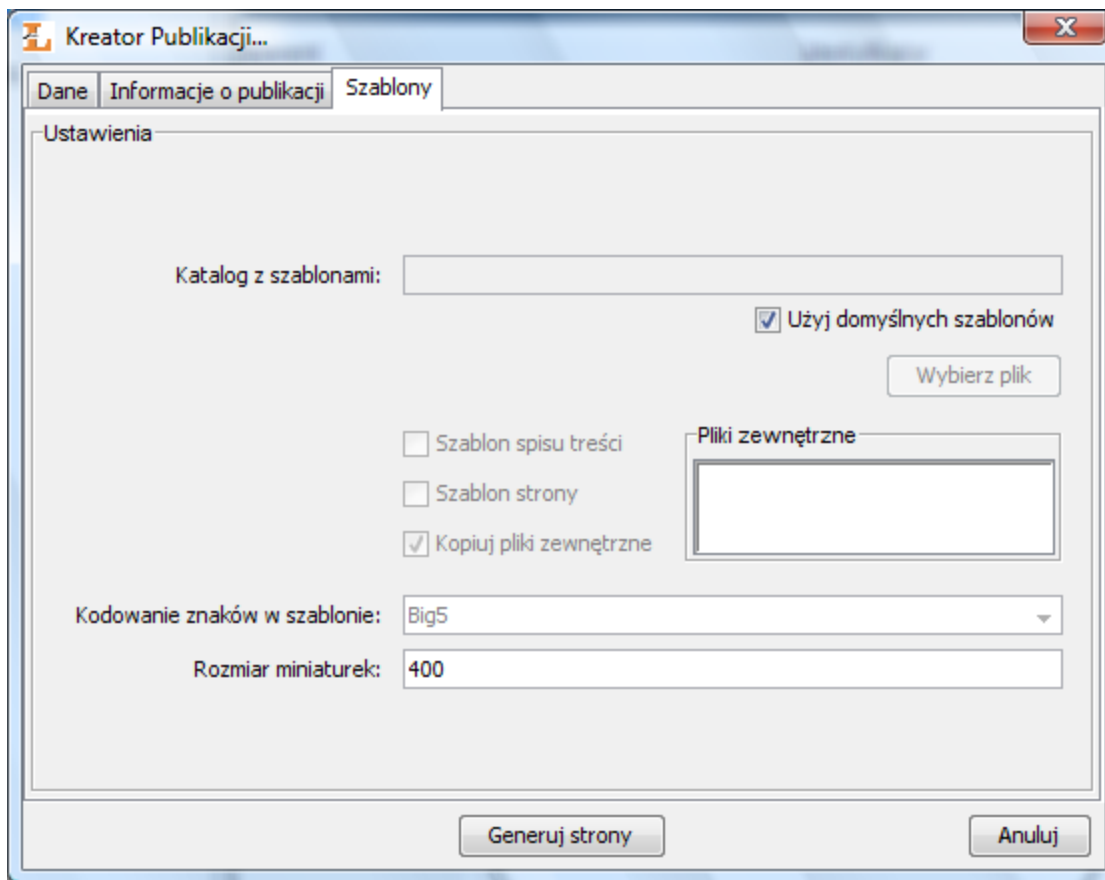 Kreator Publikacji...
Dane Informacje o publikacji Szablony
Ustawienia
Katalog z szablonami:
Użyj domyślnych szablonów
Wybierz plik
Szablon spisu treści
Pliki zewnętrzne
Szablon strony
Kopiuj pliki zewnętrzne
Kodowanie znaków w szablonie: Big5
Rozmiar miniaturek: 400
Generuj strony Anuluj